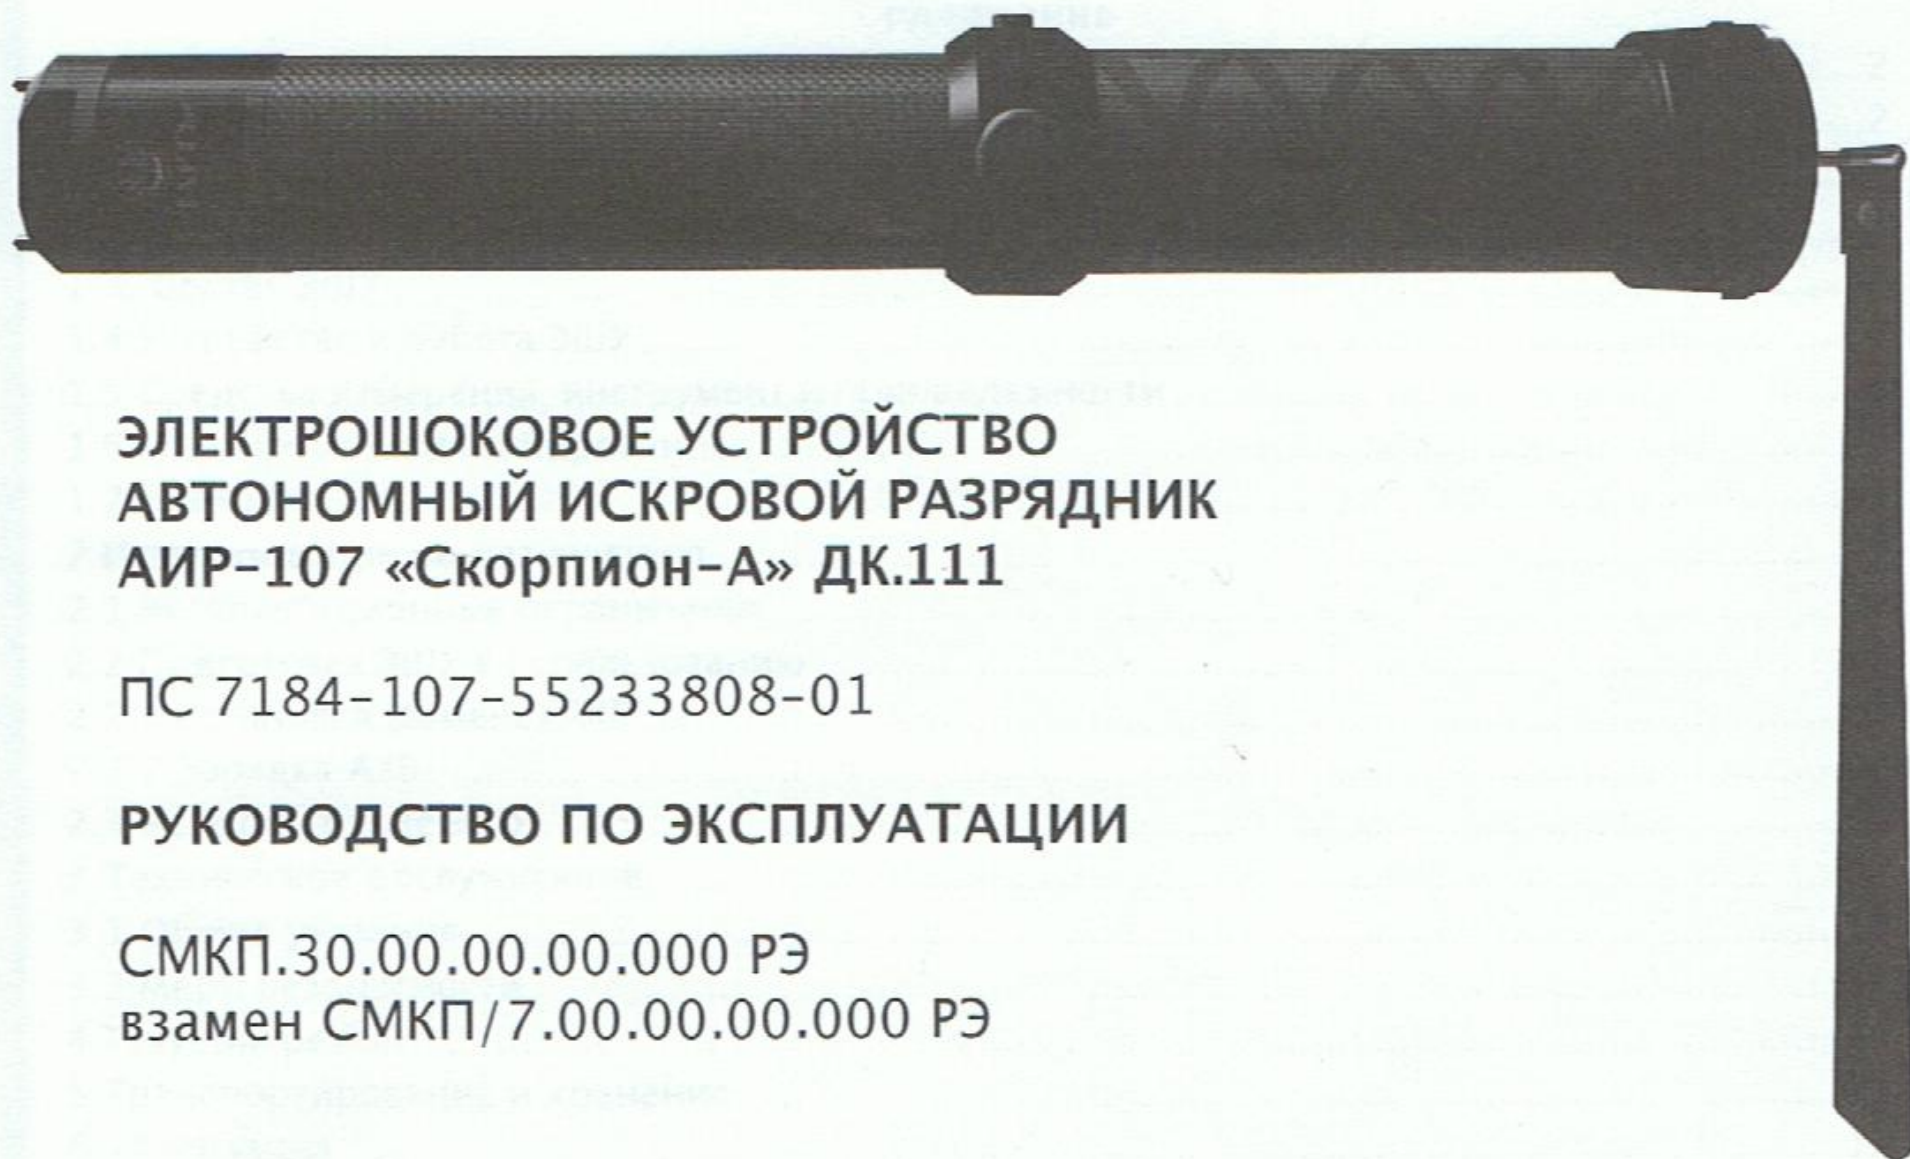 ЭЛЕКТРОШОКОВОЕ УСТРОЙСТВО
АВТОНОМНЫЙ ИСКРОВОЙ РАЗРЯДНИК
АИР-107 «Скорпион-А» ДК.111
ПС 7184-107-55233808-01
РУКОВОДСТВО ПО ЭКСПЛУАТАЦИИ
СМКП.30.00.00.00.000 РЭ
взамен СМКП/7.00.00.00.000 РЭ